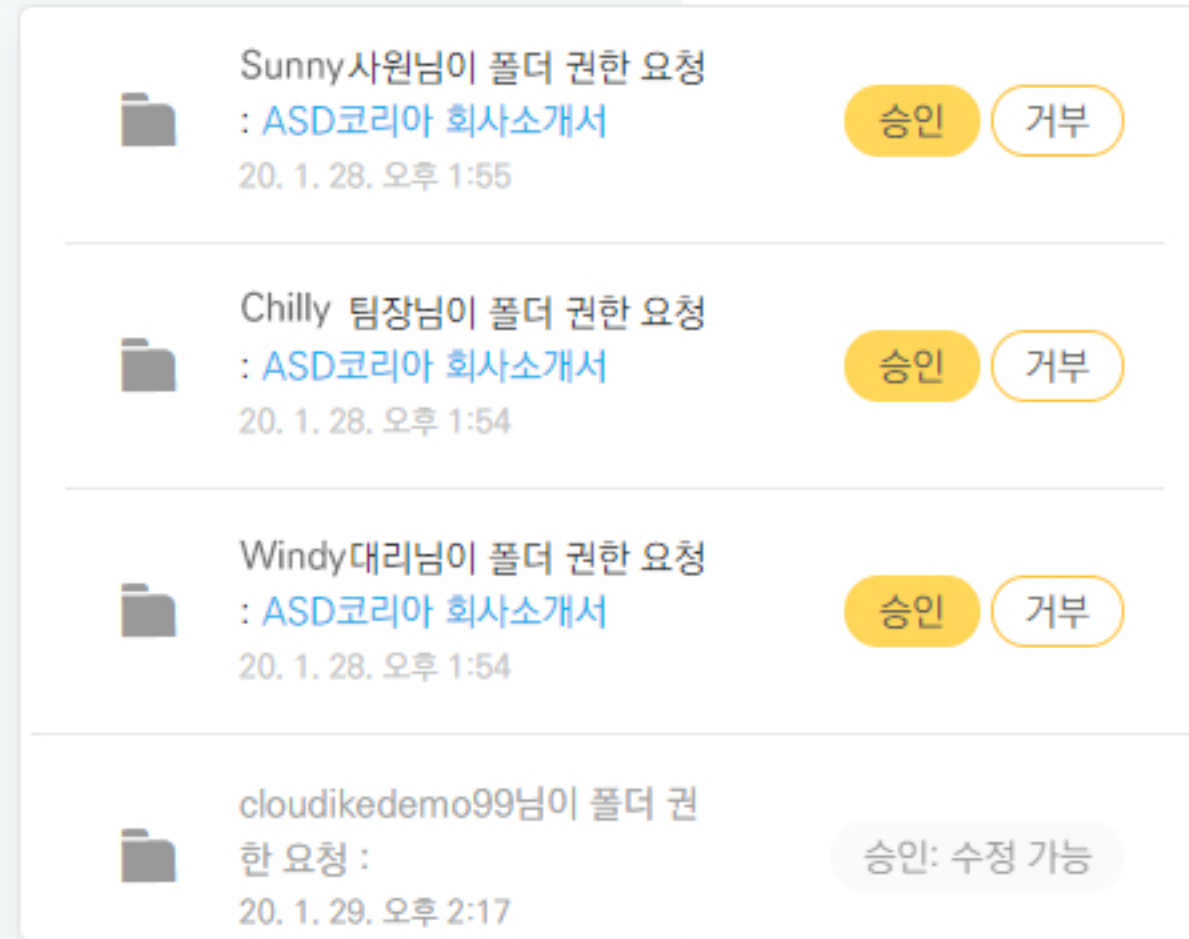 Sunny사원님이 폴더 권한 요청
: ASD코리아 회사소개서
20. 1. 28. 오후 1:55
승인 거부
Chilly 팀장님이 폴더 권한 요청
: ASD코리아 회사소개서
20. 1. 28. 오후 1:54
승인 거부
Windy대리님이 폴더 권한 요청
: ASD코리아 회사소개서
20. 1. 28. 오후 1:54
승인 거부
cloudikedemo99님이 폴더 권
한 요청 :
20. 1. 29. 오후 2:17
승인: 수정 가능